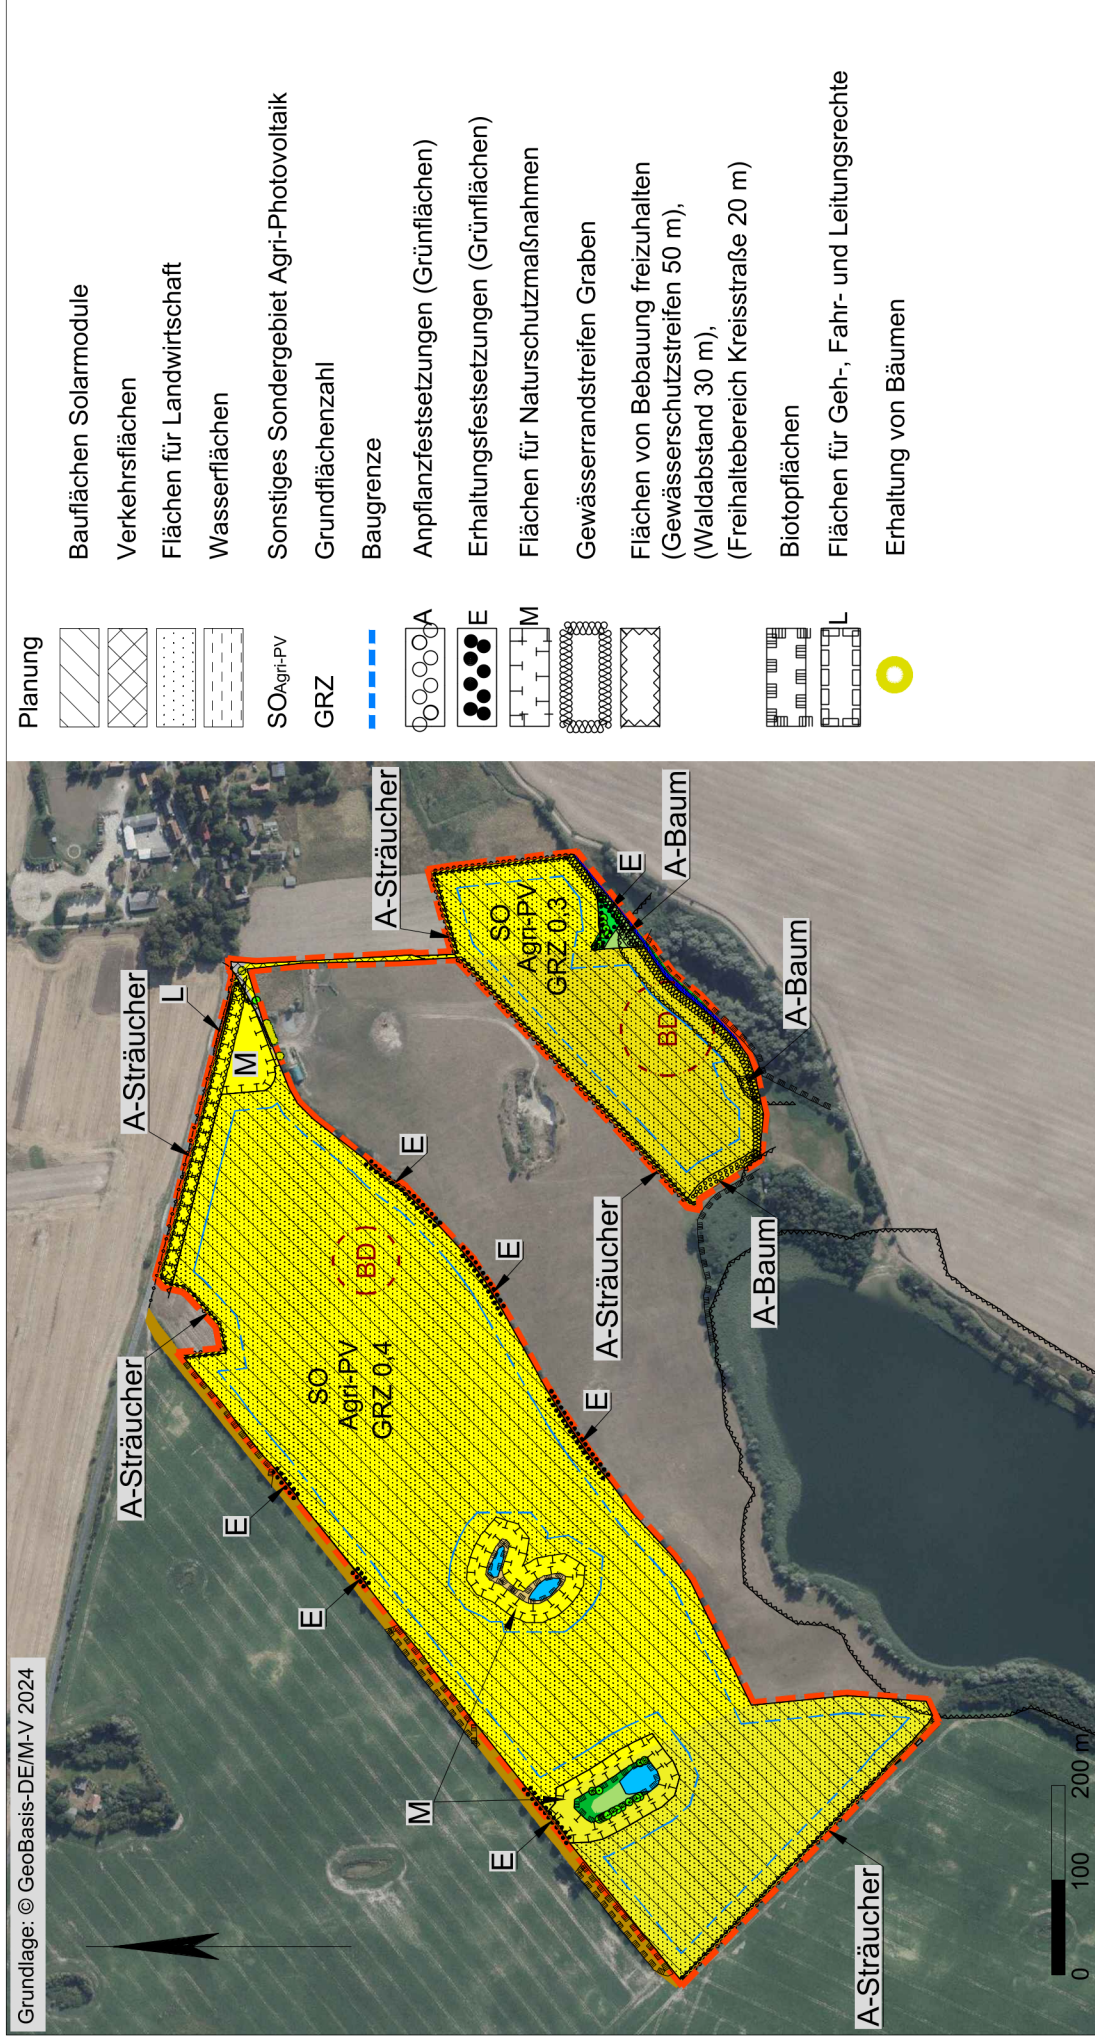 Grundlage: © GeoBasis-DE/M-V 2024
A-Sträucher
A-Sträucher
L
M
A-Sträucher
SO
Agri-PV
GRZ 0,4
(BD)
E
E
E
E
E
E
M
A-Sträucher
A-Sträucher
SO
Agri-PV
GRZ 0,3
BD
E
A-Baum
A-Baum
A-Baum
A-Sträucher
0 100 200 m
Planung
Bauflächen Solarmodule
Verkehrsflächen
Flächen für Landwirtschaft
Wasserflächen
SOAgri-PV Sonstiges Sondergebiet Agri-Photovoltaik
GRZ Grundflächenzahl
Baugrenze
A Anpflanzfestsetzungen (Grünflächen)
E Erhaltungsfestsetzungen (Grünflächen)
M Flächen für Naturschutzmaßnahmen
Gewässerrandstreifen Graben
Flächen von Bebauung freizuhalten
(Gewässerschutzstreifen 50 m),
(Waldabstand 30 m),
(Freihaltebereich Kreisstraße 20 m)
Biotopflächen
L Flächen für Geh-, Fahr- und Leitungsrechte
Erhaltung von Bäumen